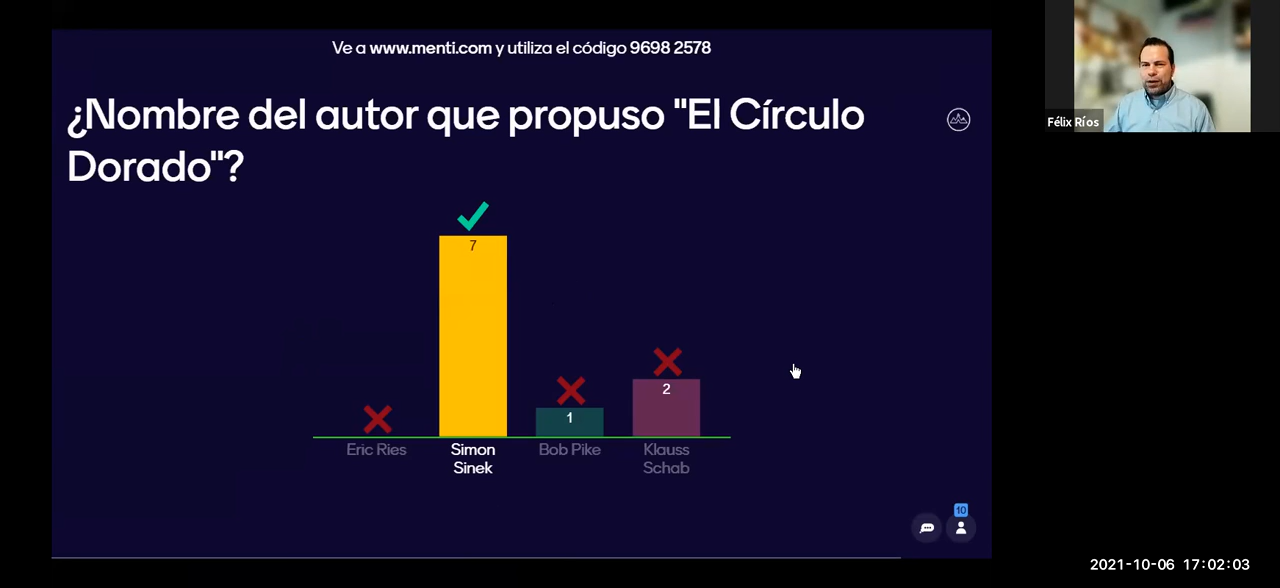 Ve a www.menti.com y utiliza el código 9698 2578
¿Nombre del autor que propuso "El Círculo
Dorado"?
7
1
2
Eric Ries
Simon
Sinek
Bob Pike
Klauss
Schab
10
Félix Ríos
2021-10-06 17:02:03